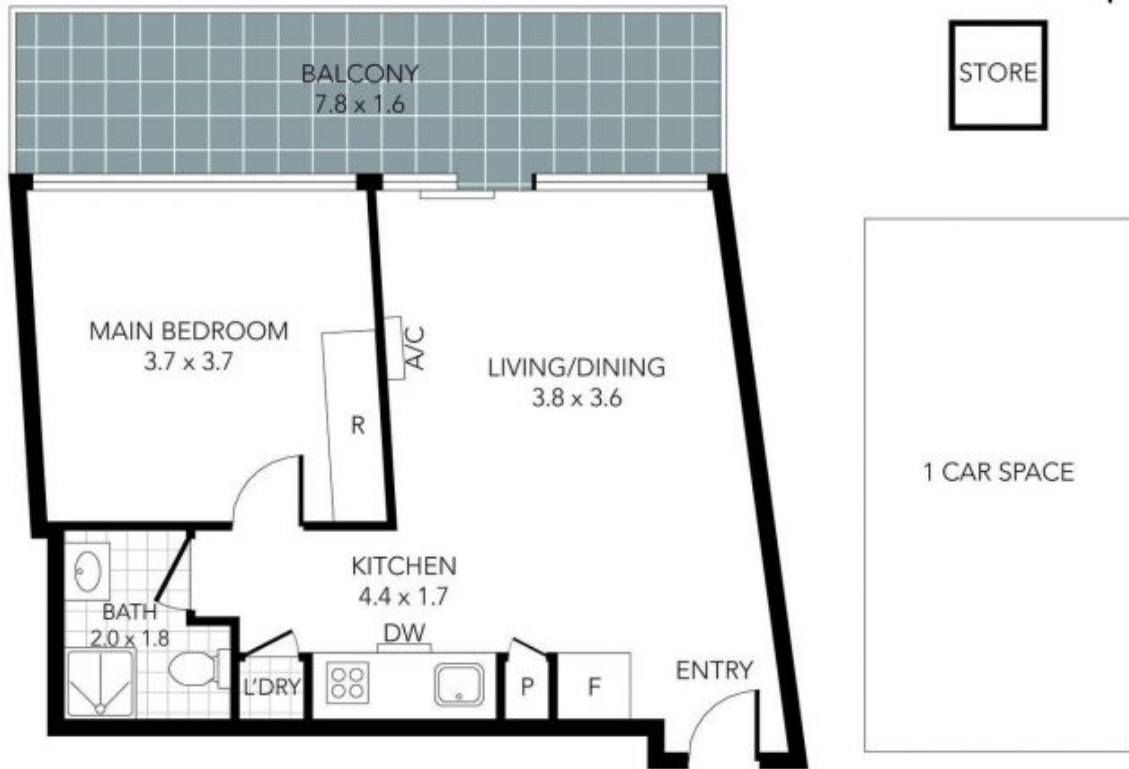 BALCONY
7.8 x 1.6
STORE
MAIN BEDROOM
3.7 x 3.7
A/C
LIVING/DINING
3.8 x 3.6
R
1 CAR SPACE
KITCHEN
4.4 x 1.7
BATH
2.0 x 1.8
DW
L'DRY
P
F
ENTRY